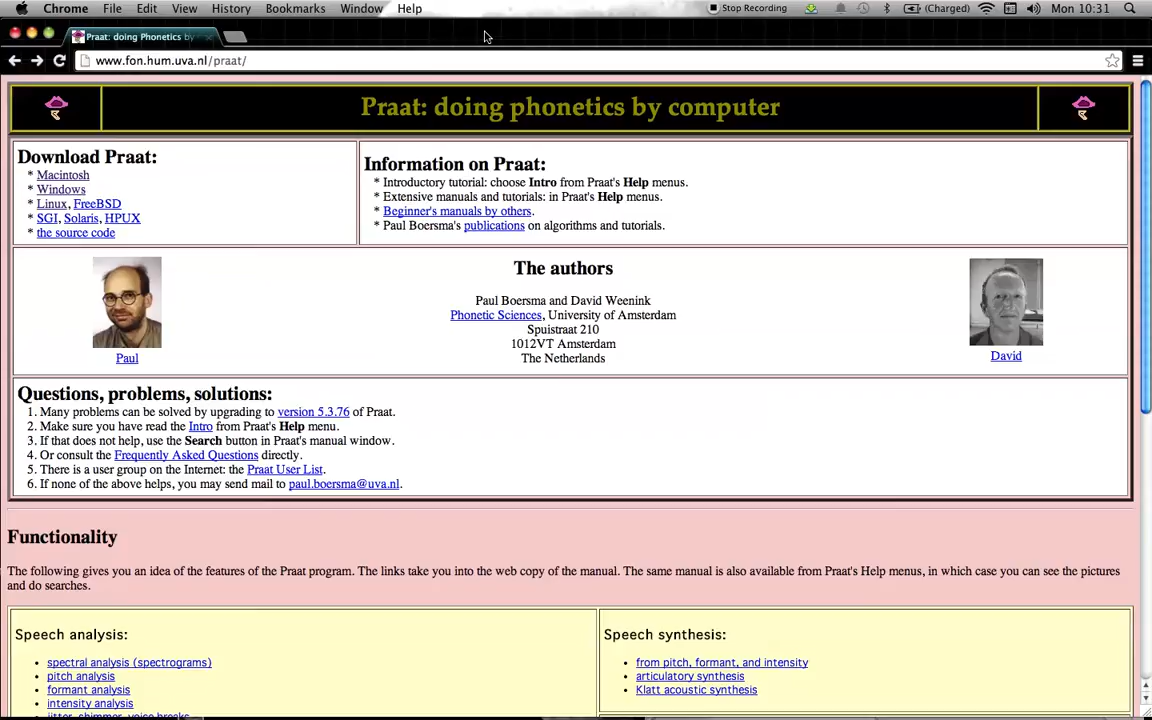 Chrome File Edit View History Bookmarks Window Help Stop Recording (Charged) Mon 10:31
Praat: doing Phonetics by
www.fon.hum.uva.nl/praat/
Praat: doing phonetics by computer
Download Praat:
* Macintosh
* Windows
* Linux, FreeBSD
* SGI, Solaris, HPUX
* the source code
Information on Praat:
* Introductory tutorial: choose Intro from Praat's Help menus.
* Extensive manuals and tutorials: in Praat's Help menus.
* Beginner's manuals by others.
* Paul Boersma's publications on algorithms and tutorials.
Paul
The authors
Paul Boersma and David Weenink
Phonetic Sciences, University of Amsterdam
Spuistraat 210
1012VT Amsterdam
The Netherlands
David
Questions, problems, solutions:
1. Many problems can be solved by upgrading to version 5.3.76 of Praat.
2. Make sure you have read the Intro from Praat's Help menu.
3. If that does not help, use the Search button in Praat's manual window.
4. Or consult the Frequently Asked Questions directly.
5. There is a user group on the Internet: the Praat User List.
6. If none of the above helps, you may send mail to paul.boersma@uva.nl.
Functionality
The following gives you an idea of the features of the Praat program. The links take you into the web copy of the manual. The same manual is also available from Praat's Help menus, in which case you can see the pictures
and do searches.
Speech analysis:
• spectral analysis (spectrograms)
• pitch analysis
• formant analysis
• intensity analysis
• jitter, shimmer, voice breaks
Speech synthesis:
• from pitch, formant, and intensity
• articulatory synthesis
• Klatt acoustic synthesis